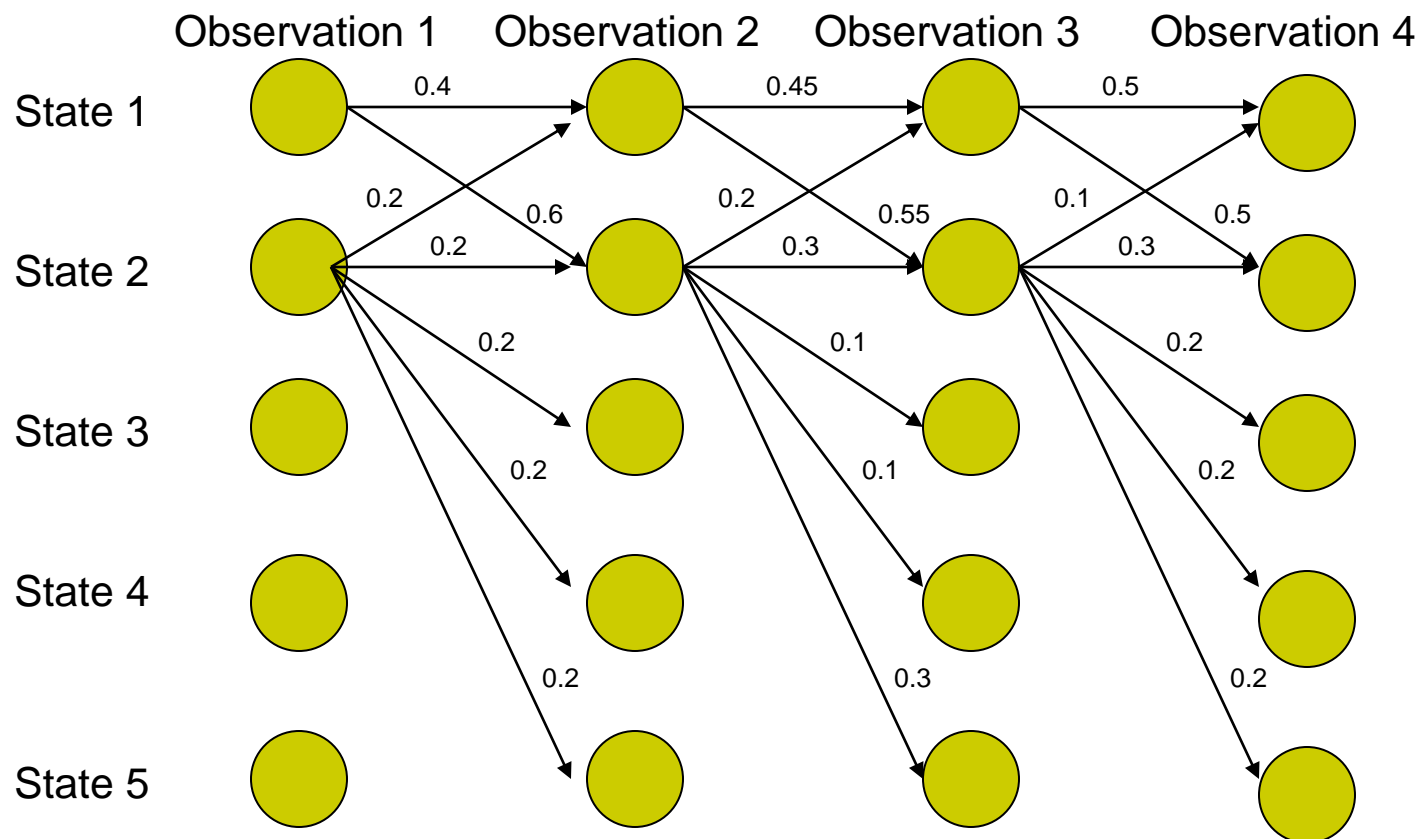 Observation 1 Observation 2 Observation 3 Observation 4
0.4 0.45 0.5
State 1
0.2 0.6 0.2 0.55 0.1 0.5
0.2 0.3 0.3
State 2
0.2 0.1 0.2
State 3
0.2 0.1 0.2
State 4
0.2 0.3 0.2
State 5